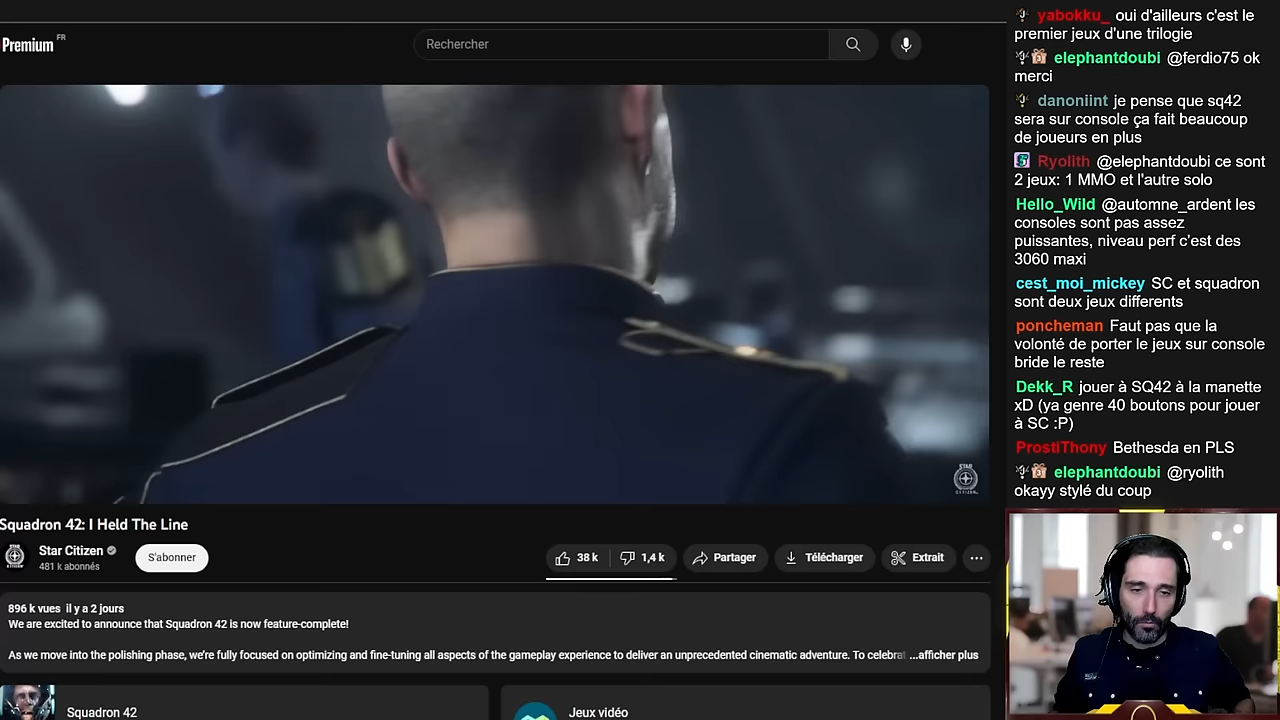 Premium FR
Rechercher
STAR
CITIZEN
Squadron 42: I Held The Line
Star Citizen
481 k abonnés
S'abonner
38 k
1,4 k
Partager
Télécharger
Extrait
896 k vues il y a 2 jours
We are excited to announce that Squadron 42 is now feature-complete!
As we move into the polishing phase, we're fully focused on optimizing and fine-tuning all aspects of the gameplay experience to deliver an unprecedented cinematic adventure. To celebrat ...afficher plus
Squadron 42
Jeux vidéo
yabokku_ oui d'ailleurs c'est le
premier jeux d'une trilogie
elephantdoubi @ferdio75 ok
merci
danoniint je pense que sq42
sera sur console ça fait beaucoup
de joueurs en plus
Ryolith @elephantdoubi ce sont
2 jeux: 1 MMO et l'autre solo
Hello_Wild @automne_ardent les
consoles sont pas assez
puissantes, niveau perf c'est des
3060 maxi
cest_moi_mickey SC et squadron
sont deux jeux differents
poncheman Faut pas que la
volonté de porter le jeux sur console
bride le reste
Dekk_R jouer à SQ42 à la manette
xD (ya genre 40 boutons pour jouer
à SC :P)
ProstiThony Bethesda en PLS
elephantdoubi @ryolith
okayy stylé du coup